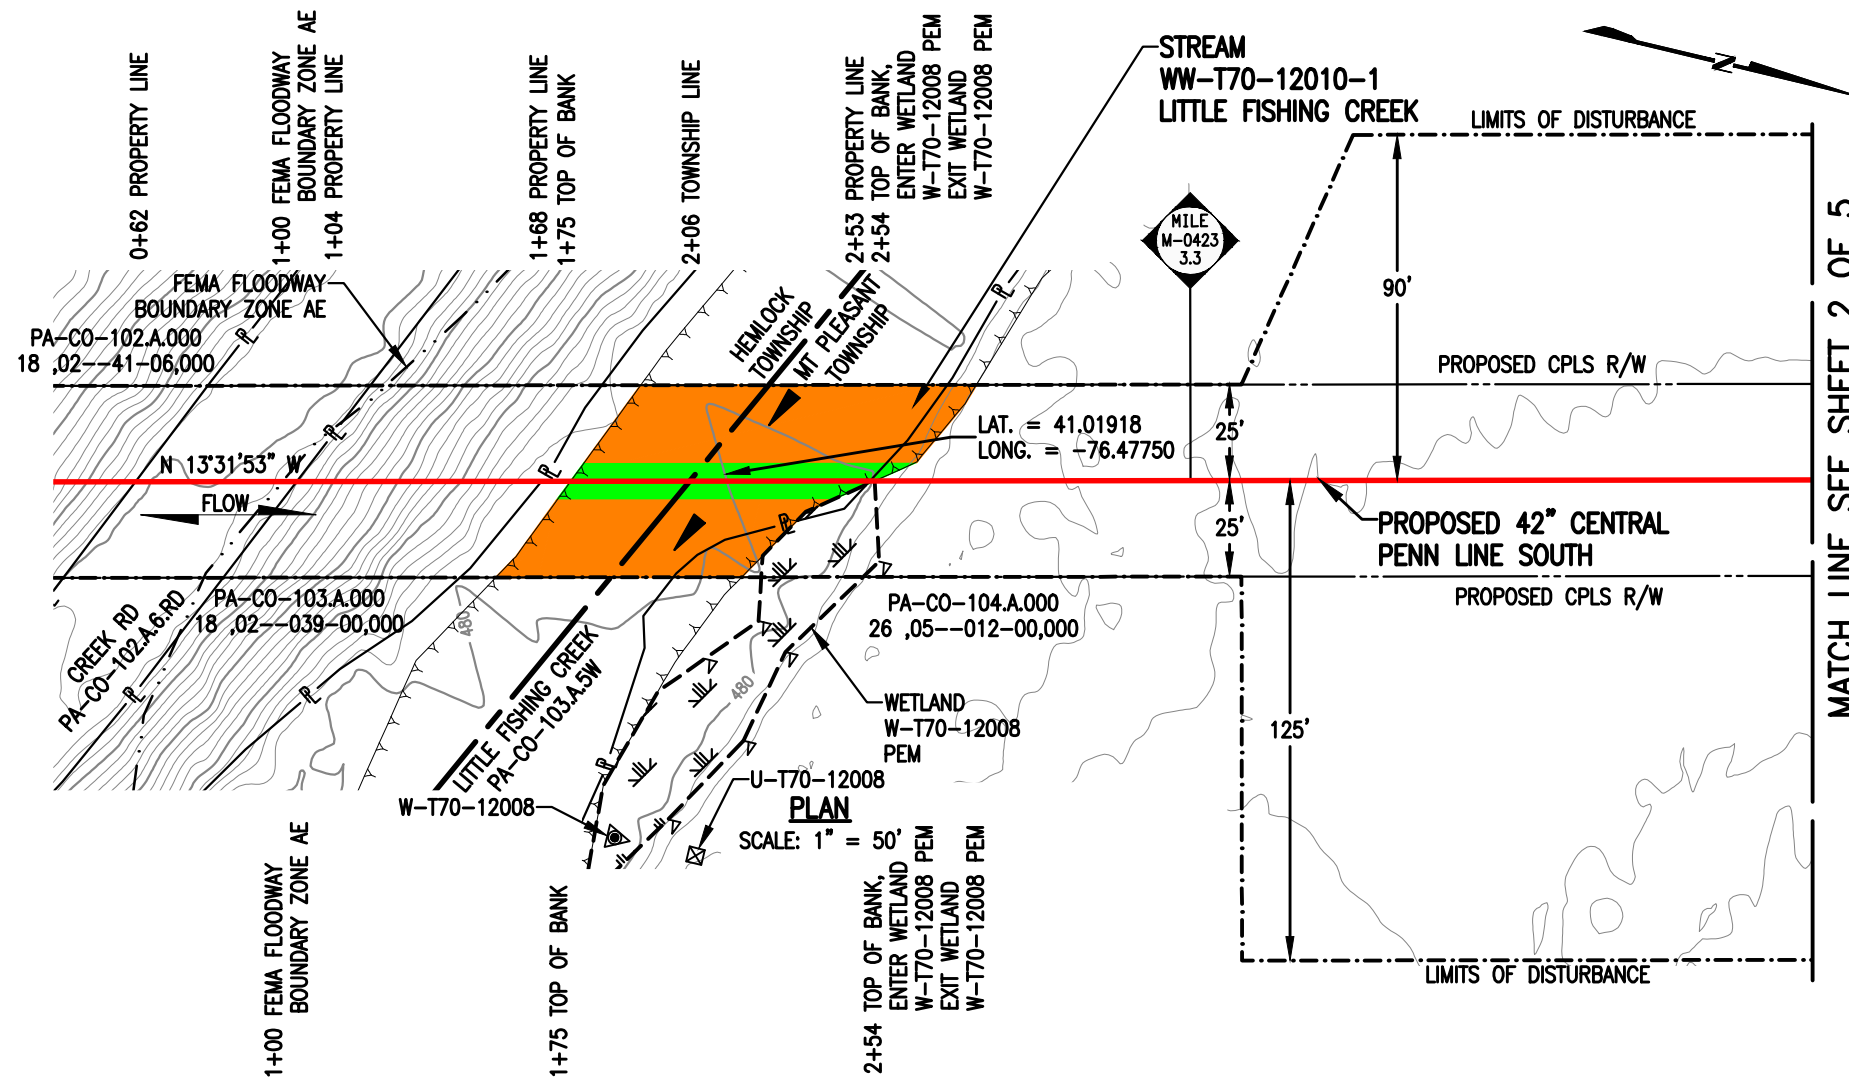 0+62 PROPERTY LINE
1+00 FEMA FLOODWAY
BOUNDARY ZONE AE
1+04 PROPERTY LINE
1+68 PROPERTY LINE
1+75 TOP OF BANK
2+06 TOWNSHIP LINE
2+53 PROPERTY LINE
2+54 TOP OF BANK,
ENTER WETLAND
W-T70-12008 PEM
EXIT WETLAND
W-T70-12008 PEM
STREAM
WW-T70-12010-1
LITTLE FISHING CREEK
N
LIMITS OF DISTURBANCE
MILE
M-0423
3.3
90'
FEMA FLOODWAY
BOUNDARY ZONE AE
PA-CO-102.A.000
18 ,02--41-06,000
HEMLOCK
TOWNSHIP
MT PLEASANT
TOWNSHIP
PROPOSED CPLS R/W
LAT. = 41.01918
LONG. = -76.47750
25'
N 13°31'53" W
FLOW
25'
PROPOSED 42" CENTRAL
PENN LINE SOUTH
PROPOSED CPLS R/W
CREEK RD
PA-CO-102.A.6.RD
PA-CO-103.A.000
18 ,02--039-00,000
480
PA-CO-104.A.000
26 ,05--012-00,000
LITTLE FISHING CREEK
PA-CO-103.A.5W
480
WETLAND
W-T70-12008
PEM
125'
W-T70-12008
U-T70-12008
PLAN
SCALE: 1" = 50'
1+00 FEMA FLOODWAY
BOUNDARY ZONE AE
1+75 TOP OF BANK
2+54 TOP OF BANK,
ENTER WETLAND
W-T70-12008 PEM
EXIT WETLAND
W-T70-12008 PEM
LIMITS OF DISTURBANCE
MATCH LINE SEE SHEET 2 OF 5